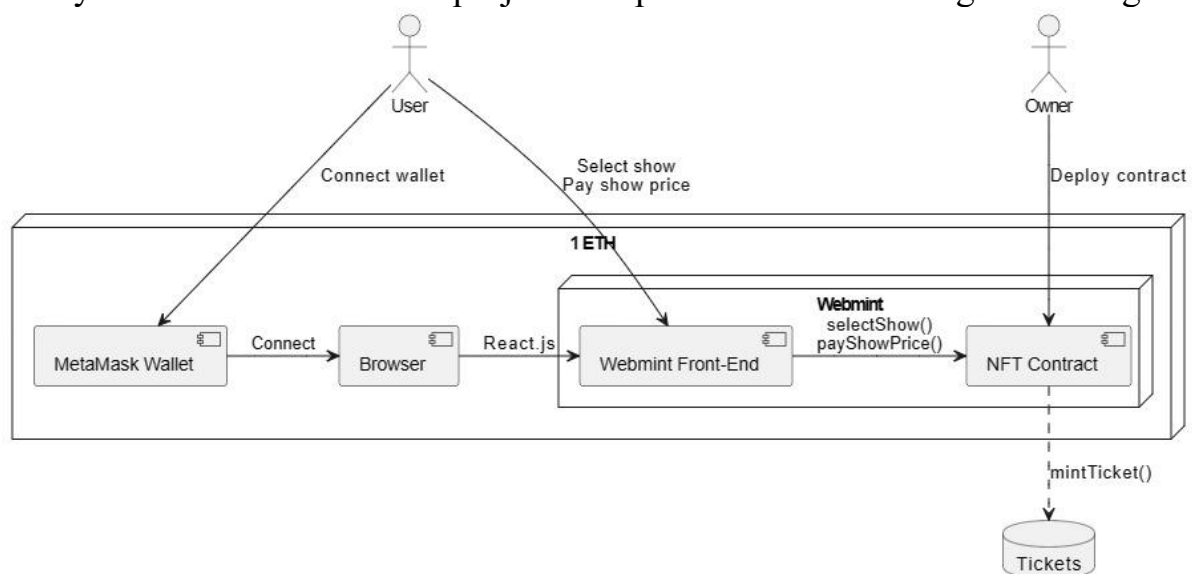 User
Owner
Connect wallet
Select show
Pay show price
Deploy contract
1 ETH
Webmint
selectShow()
payShowPrice()
MetaMask Wallet
Connect
Browser
React.js
Webmint Front-End
NFT Contract
mintTicket()
Tickets